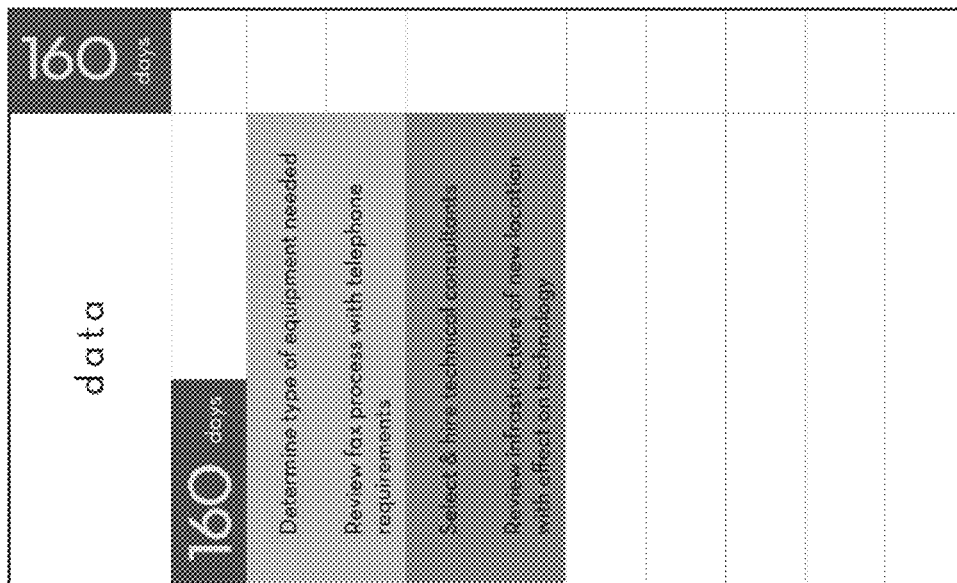 160 days
data
160 days
Determine type of equipment needed
Review fax process with telephone
requirements
Select & hire technical consultants
Review infrastructure of new location
with effect on technology